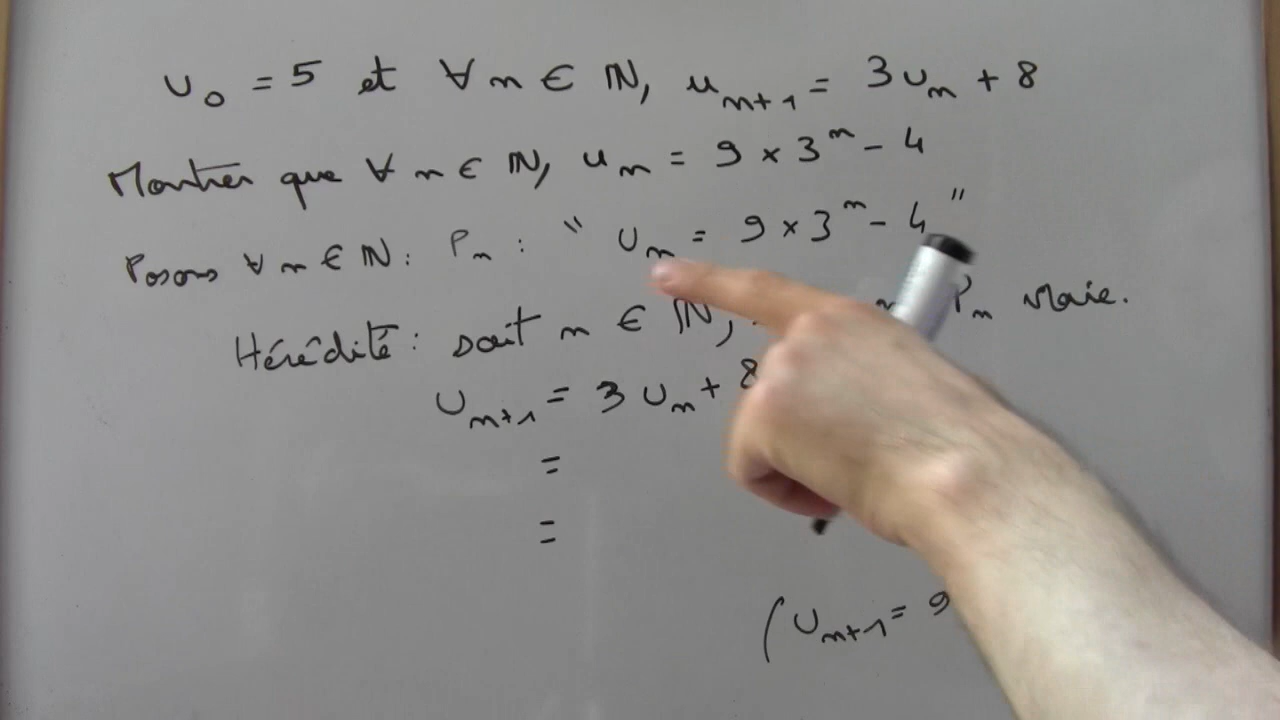 u₀ = 5 et ∀ n ∈ ℕ, uₙ₊₁ = 3uₙ + 8
Montrer que ∀ n ∈ ℕ, uₙ = 9 × 3ⁿ - 4
Posons ∀ n ∈ ℕ : Pₙ : " uₙ = 9 × 3ⁿ - 4 "
Hérédité : soit n ∈ ℕ, Pₙ vraie.
uₙ₊₁ = 3uₙ + 8
=
=
(uₙ₊₁ = 9